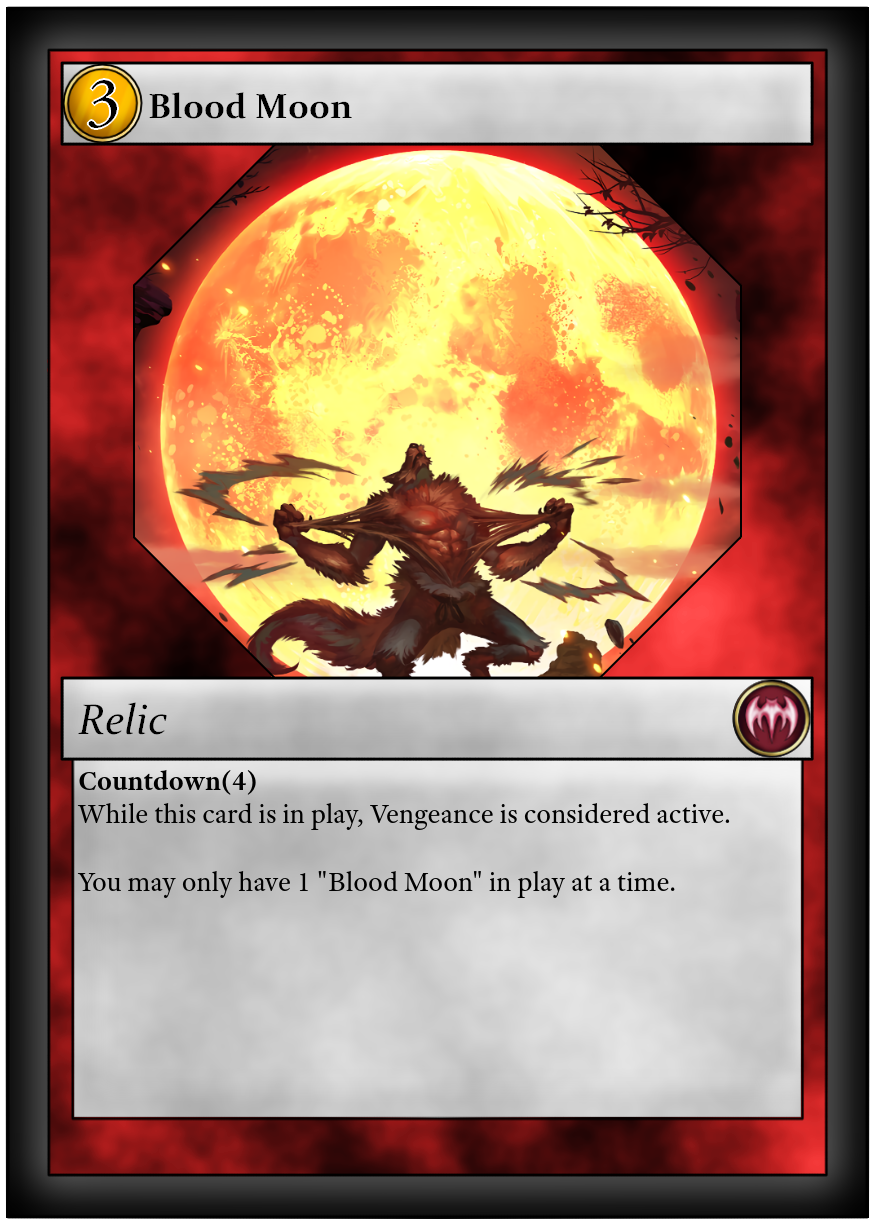 3 Blood Moon
Relic
Countdown(4)
While this card is in play, Vengeance is considered active.
You may only have 1 "Blood Moon" in play at a time.